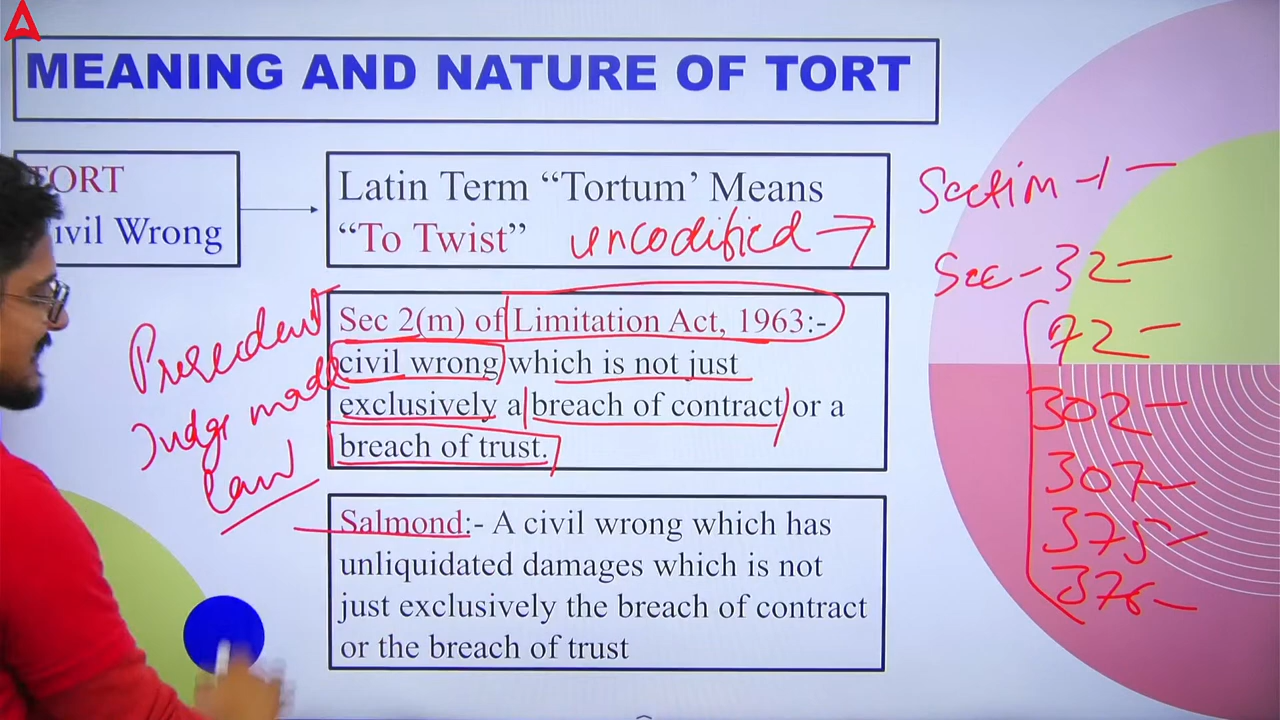 MEANING AND NATURE OF TORT
TORT
Civil Wrong
Latin Term “Tortum’ Means
“To Twist” uncodified
Sec 2(m) of Limitation Act, 1963:-
civil wrong which is not just
exclusively a breach of contract or a
breach of trust.
Salmond:- A civil wrong which has
unliquidated damages which is not
just exclusively the breach of contract
or the breach of trust
Presedent
Judge made
law
Section -1 -
Sec - 32 -
72 -
302 -
307 -
375 -
376 -